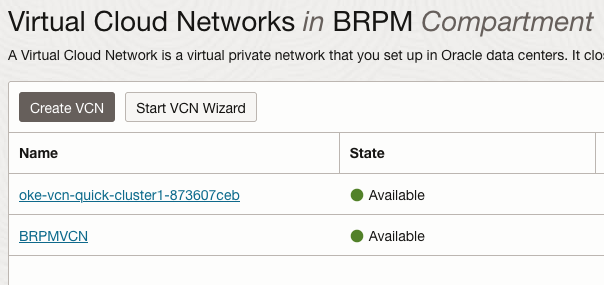 Virtual Cloud Networks in BRPM Compartment
A Virtual Cloud Network is a virtual private network that you set up in Oracle data centers. It clo
Create VCN Start VCN Wizard
Name State
oke-vcn-quick-cluster1-873607ceb Available
BRPMVCN Available